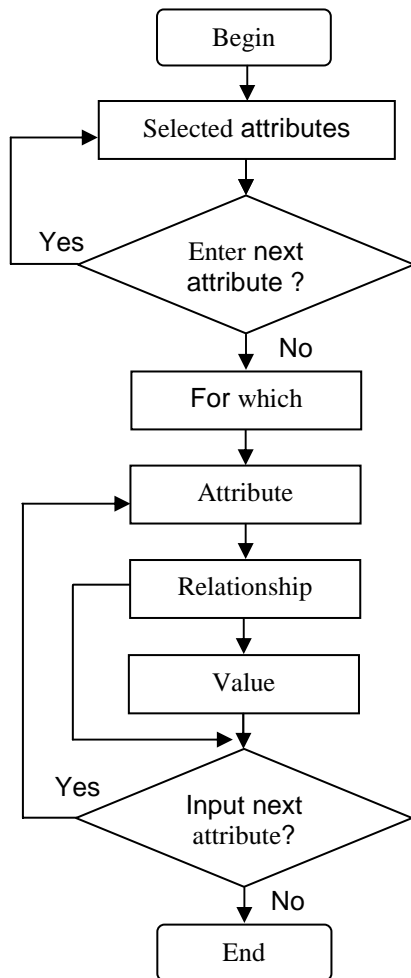 Begin
Selected attributes
Yes
Enter next
attribute ?
No
For which
Attribute
Relationship
Value
Yes
Input next
attribute?
No
End